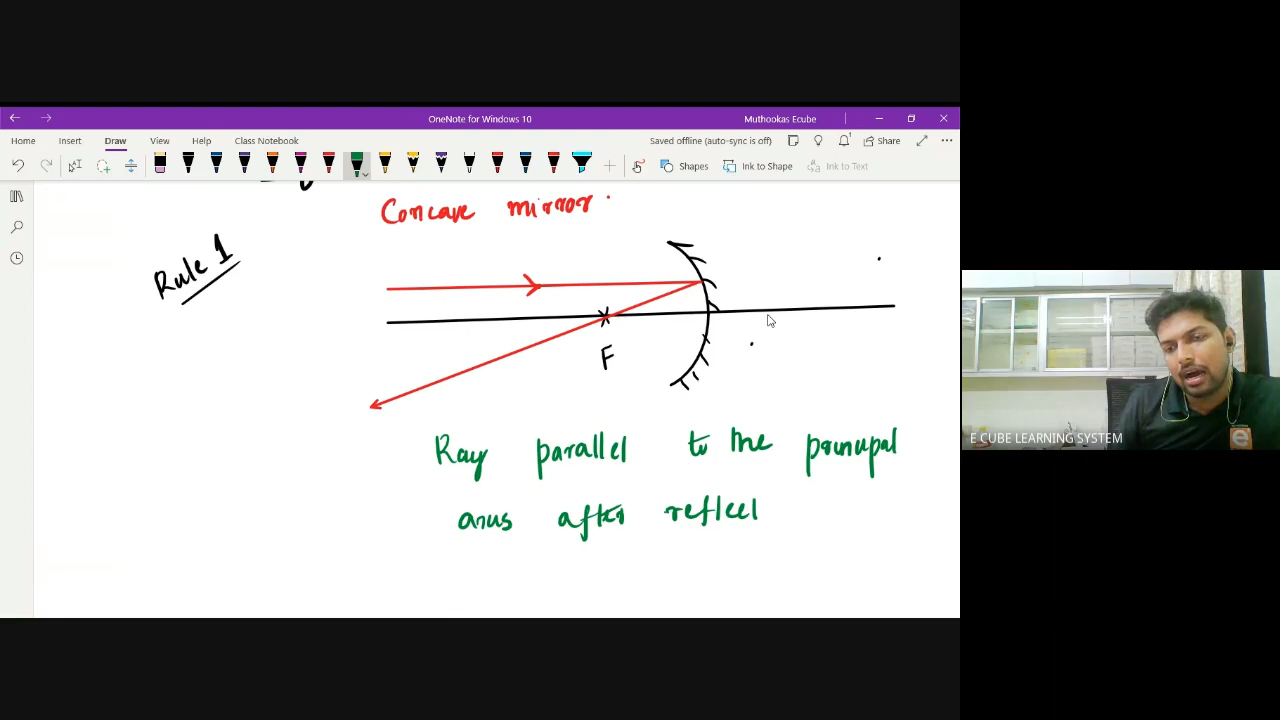 OneNote for Windows 10
Muthookas Ecube
Home Insert Draw View Help Class Notebook
Saved offline (auto-sync is off)
Share
Shapes
Ink to Shape
Ink to Text
Concave mirror.
Rule 1
F
Ray parallel to the principal
axis after reflect
E CUBE LEARNING SYSTEM
e